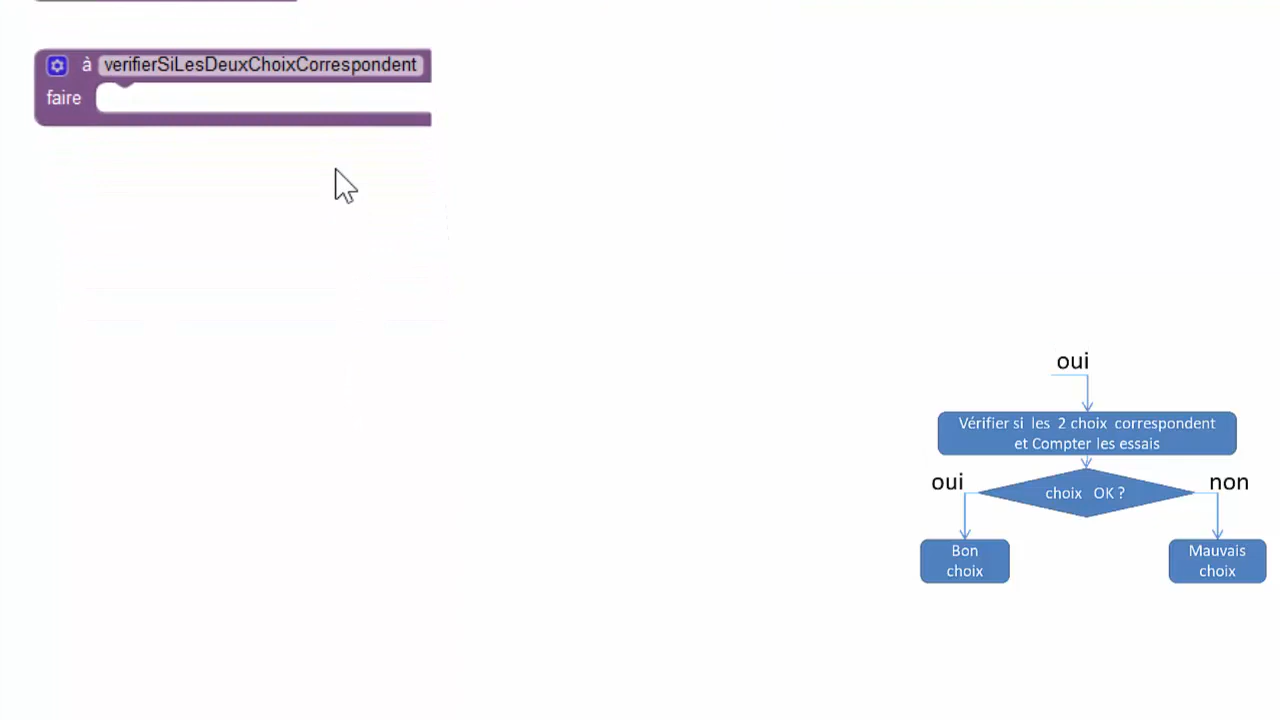 à verifierSiLesDeuxChoixCorrespondent
faire
oui
Vérifier si les 2 choix correspondent
et Compter les essais
oui
choix OK ?
non
Bon
choix
Mauvais
choix